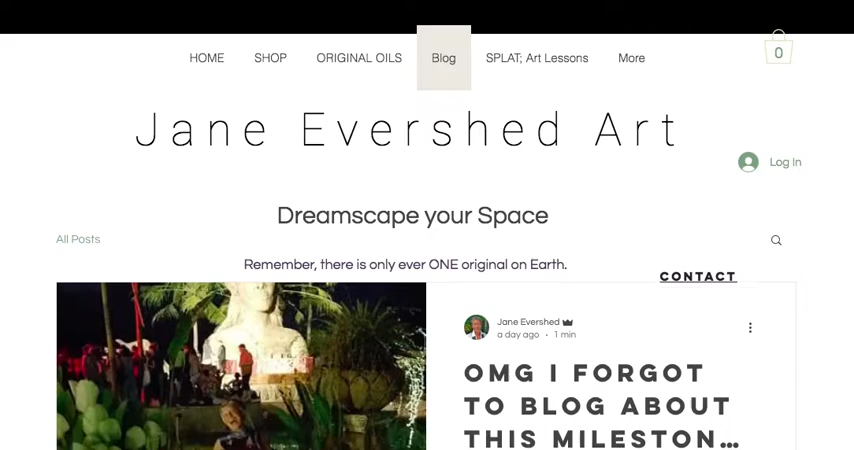 HOME SHOP ORIGINAL OILS Blog SPLAT; Art Lessons More
0
Jane Evershed Art
Log In
Dreamscape your Space
All Posts
Remember, there is only ever ONE original on Earth.
CONTACT
Jane Evershed
a day ago · 1 min
OMG I FORGOT
TO BLOG ABOUT
THIS MILESTON…